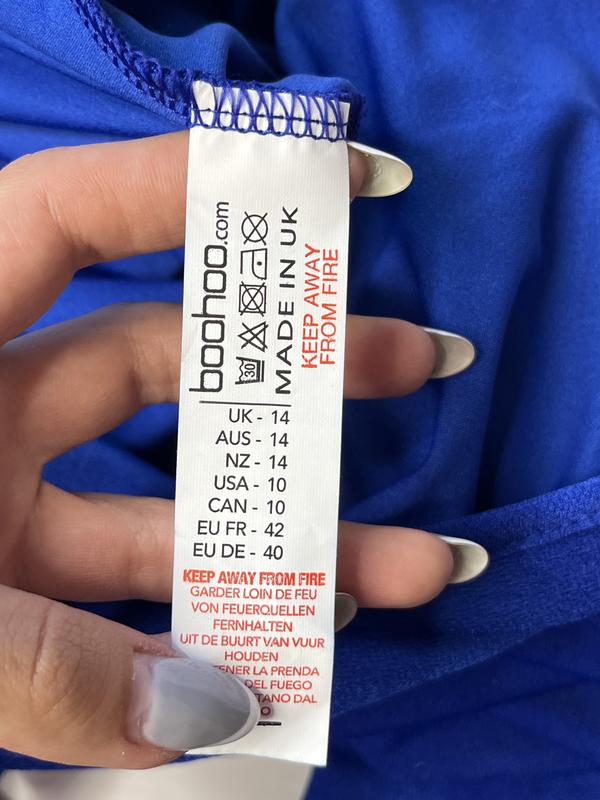 boohoo.com
30
MADE IN UK
KEEP AWAY
FROM FIRE
UK - 14
AUS - 14
NZ - 14
USA - 10
CAN - 10
EU FR - 42
EU DE - 40
KEEP AWAY FROM FIRE
GARDER LOIN DE FEU
VON FEUERQUELLEN
FERNHALTEN
UIT DE BUURT VAN VUUR
HOUDEN
LA PRENDA
DEL FUEGO
DAL